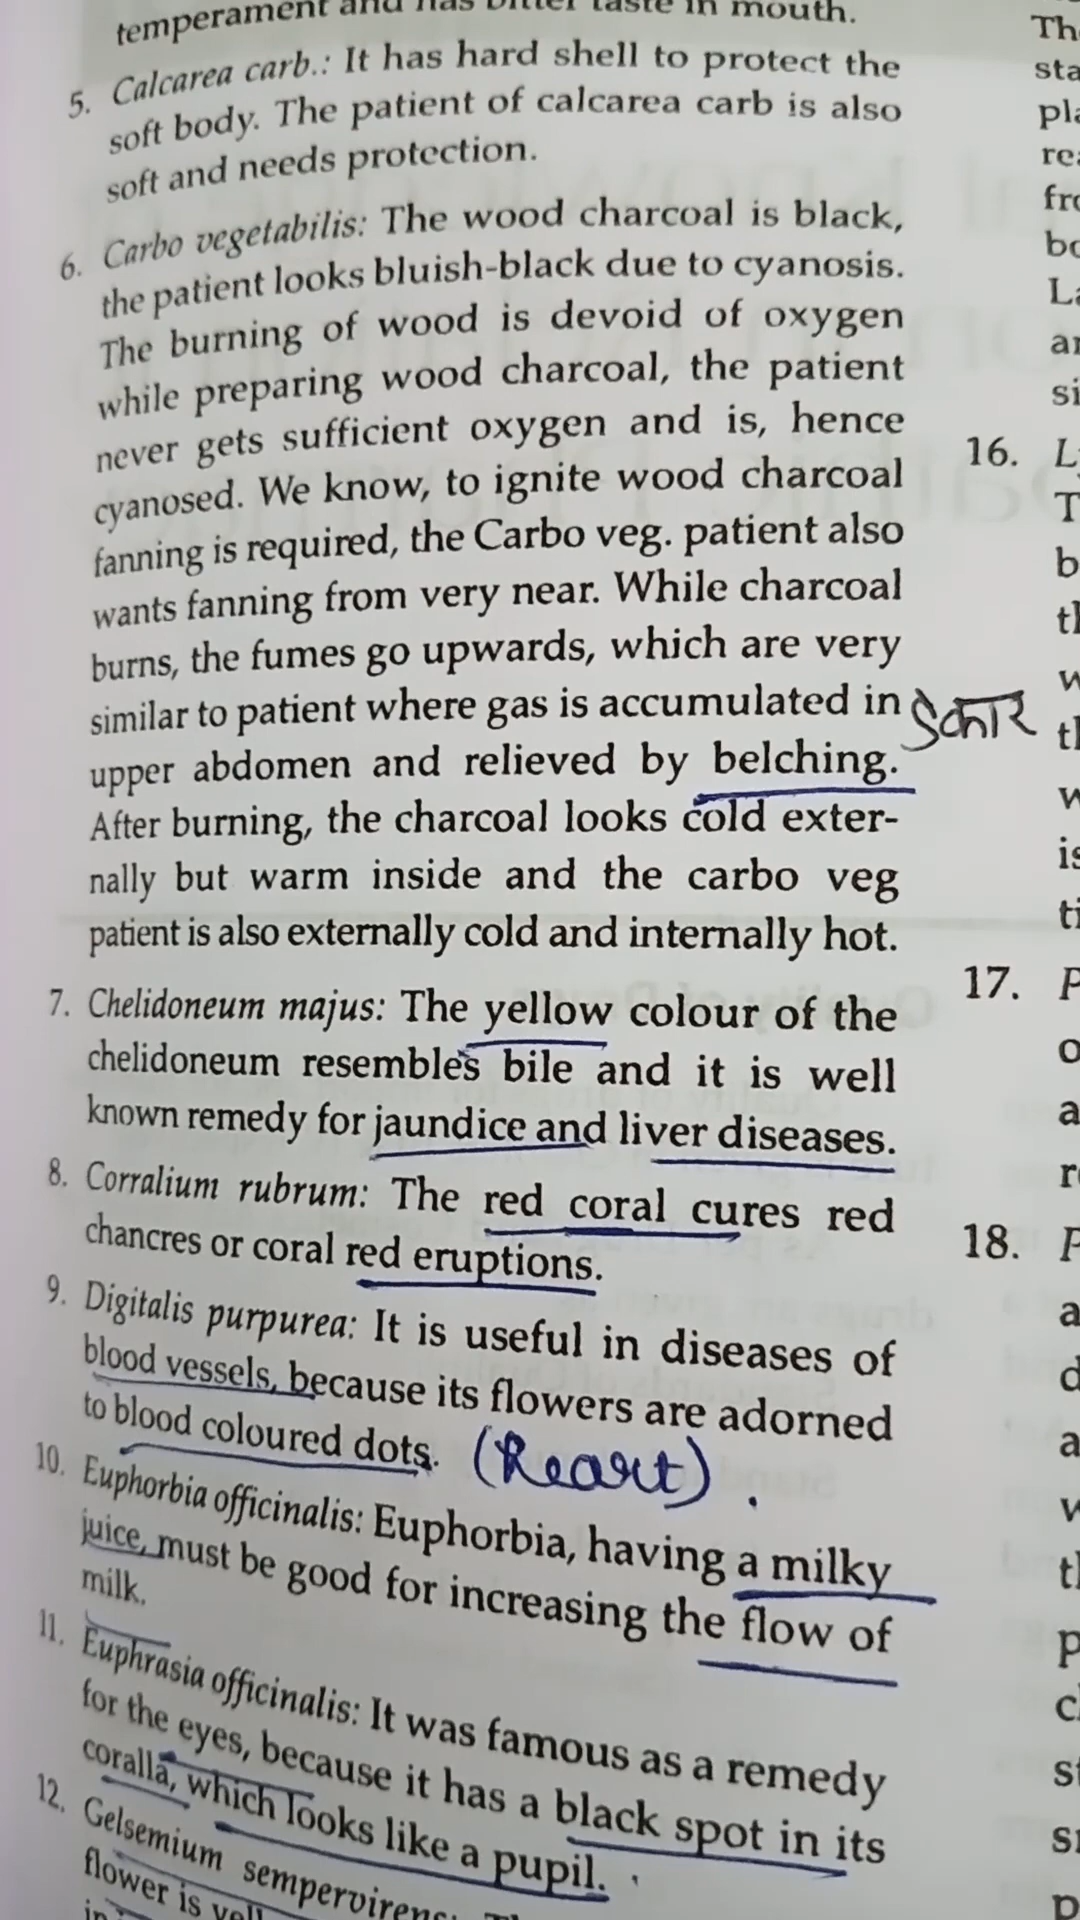 temperament and has bitter taste in mouth.
5. Calcarea carb.: It has hard shell to protect the
soft body. The patient of calcarea carb is also
soft and needs protection.
6. Carbo vegetabilis: The wood charcoal is black,
the patient looks bluish-black due to cyanosis.
The burning of wood is devoid of oxygen
while preparing wood charcoal, the patient
never gets sufficient oxygen and is, hence
cyanosed. We know, to ignite wood charcoal
fanning is required, the Carbo veg. patient also
wants fanning from very near. While charcoal
burns, the fumes go upwards, which are very
similar to patient where gas is accumulated in
upper abdomen and relieved by belching.
After burning, the charcoal looks cold exter-
nally but warm inside and the carbo veg
patient is also externally cold and internally hot.
7. Chelidoneum majus: The yellow colour of the
chelidoneum resembles bile and it is well
known remedy for jaundice and liver diseases.
8. Corralium rubrum: The red coral cures red
chancres or coral red eruptions.
9. Digitalis purpurea: It is useful in diseases of
blood vessels, because its flowers are adorned
to blood coloured dots. (Heart).
10. Euphorbia officinalis: Euphorbia, having a milky
juice, must be good for increasing the flow of
milk.
11. Euphrasia officinalis: It was famous as a remedy
for the eyes, because it has a black spot in its
coralla, which looks like a pupil.
12. Gelsemium sempervirens:
flower is
16.
17.
18.